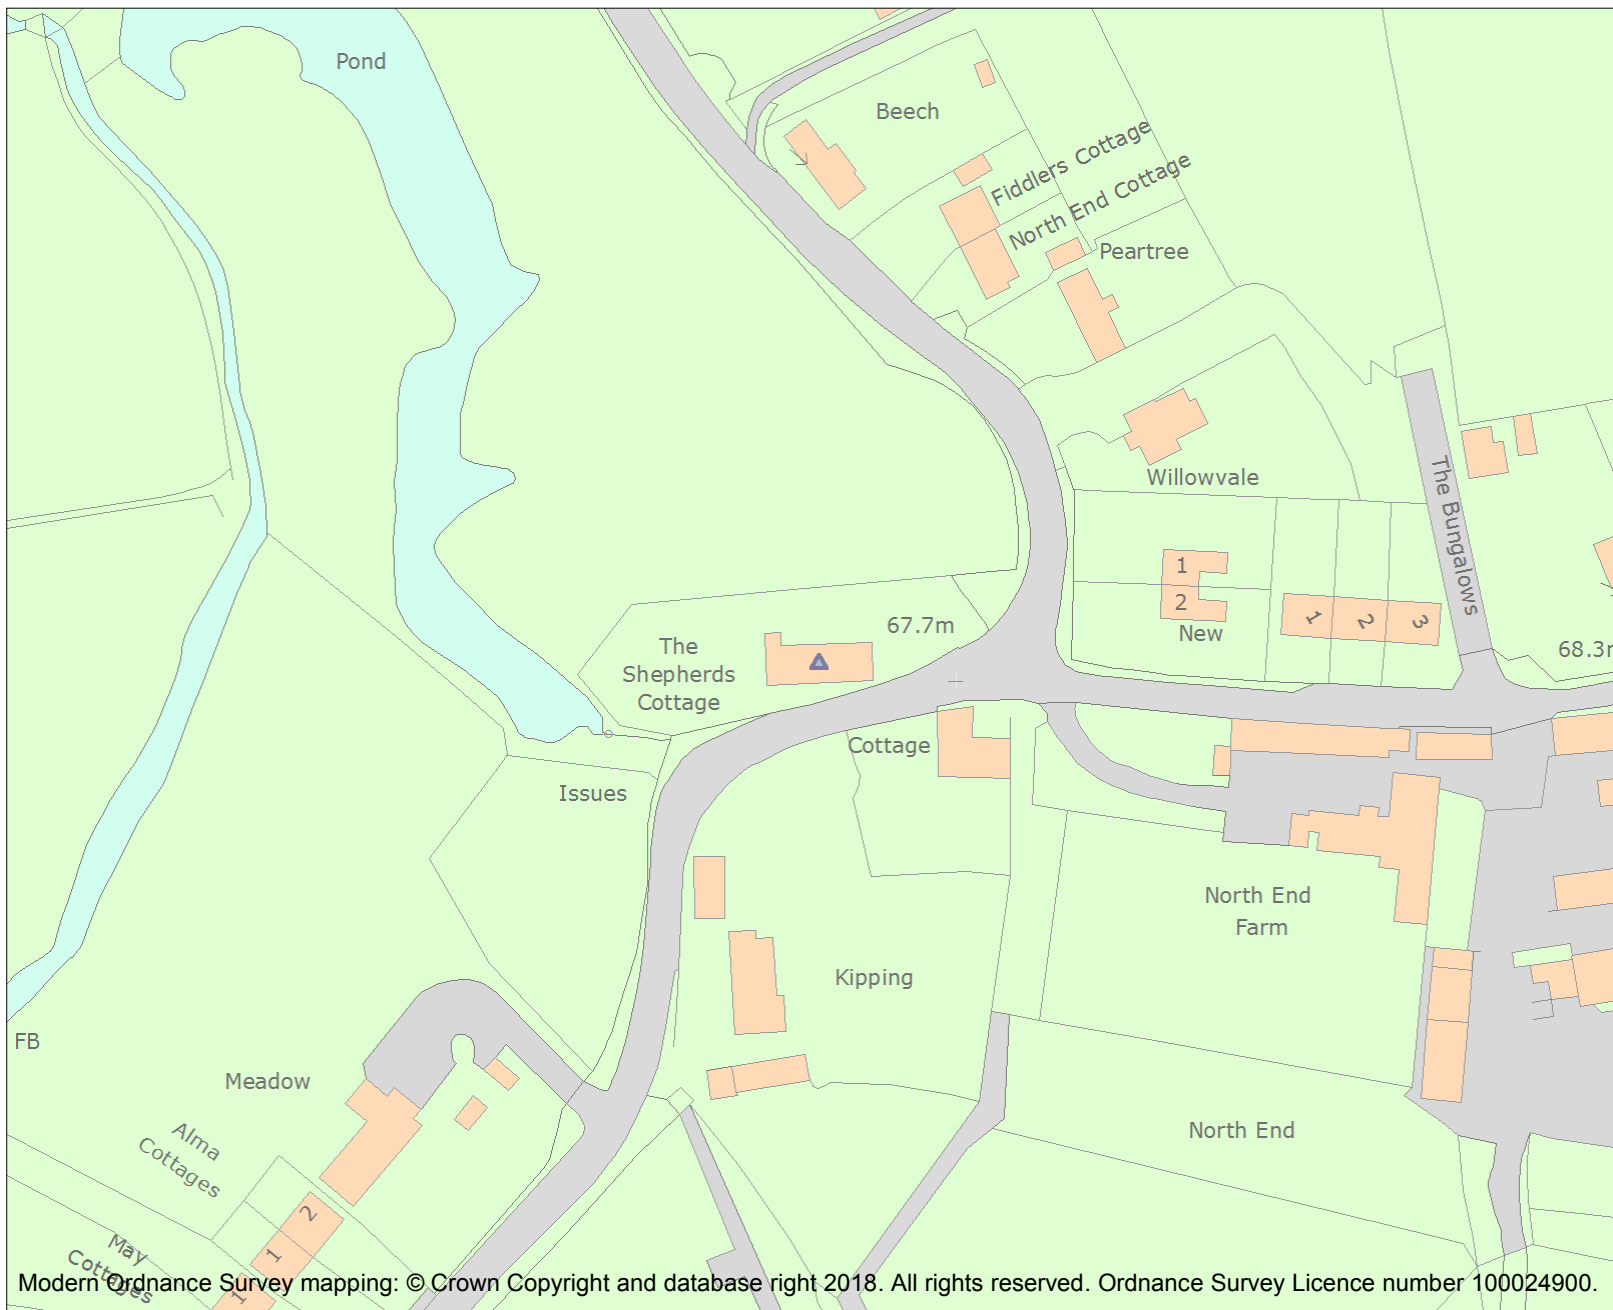 Pond
Beech
Fiddlers Cottage
North End Cottage
Peartree
Willowvale
The Bungalows
1
2
New
1
2
3
67.7m
68.3m
The
Shepherds
Cottage
Cottage
Issues
North End
Farm
Kipping
FB
Meadow
North End
Alma
Cottages
2
1
May
Cottages
1
Modern Ordnance Survey mapping: © Crown Copyright and database right 2018. All rights reserved. Ordnance Survey Licence number 100024900.